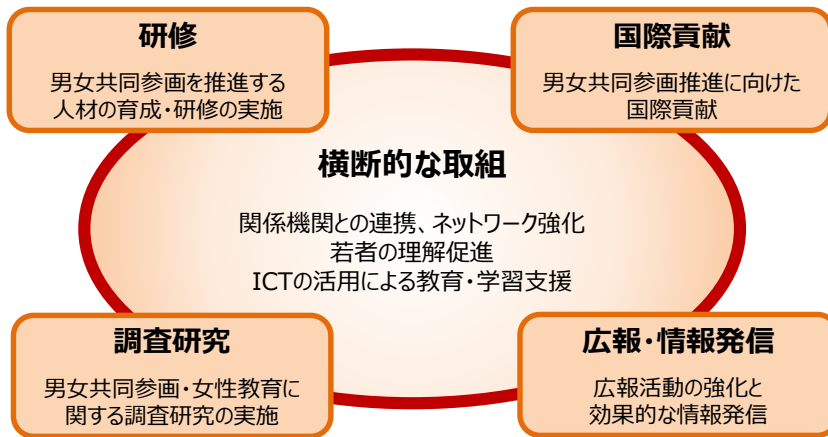 研修
男女共同参画を推進する
人材の育成・研修の実施
国際貢献
男女共同参画推進に向けた
国際貢献
横断的な取組
関係機関との連携、ネットワーク強化
若者の理解促進
ICTの活用による教育・学習支援
調査研究
男女共同参画・女性教育に
関する調査研究の実施
広報・情報発信
広報活動の強化と
効果的な情報発信